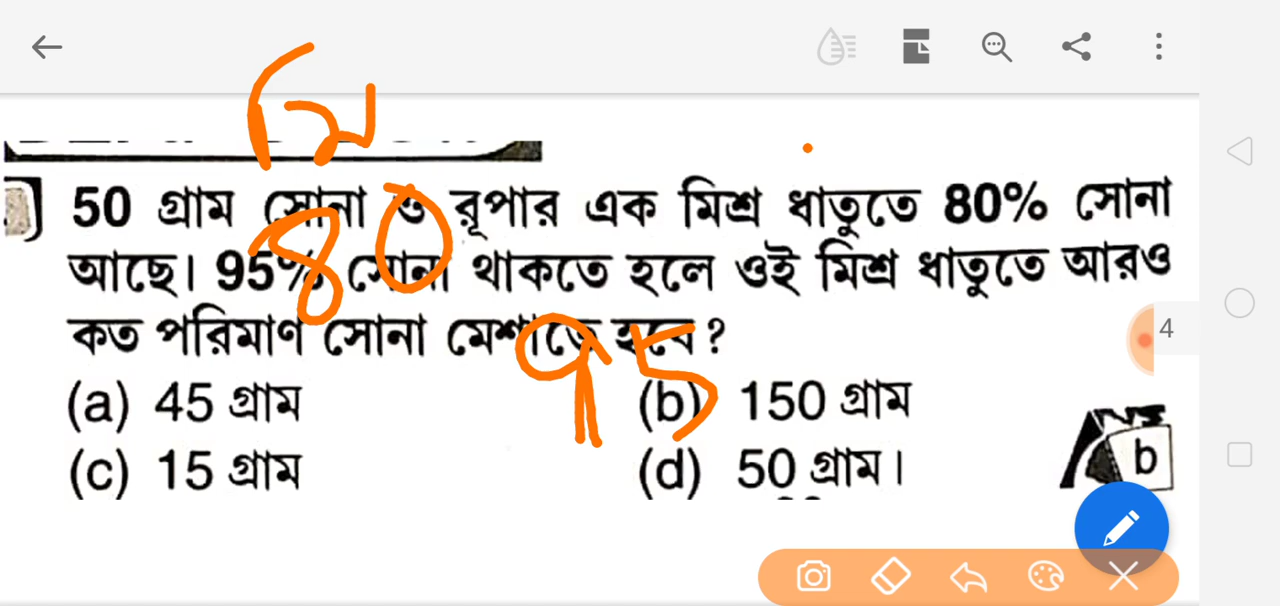 সো
50 গ্রাম সোনা ও রূপার এক মিশ্র ধাতুতে 80% সোনা
আছে। 95% সোনা থাকতে হলে ওই মিশ্র ধাতুতে আরও
কত পরিমাণ সোনা মেশাতে হবে?
80
95
4
(a) 45 গ্রাম
(b) 150 গ্রাম
(c) 15 গ্রাম
(d) 50 গ্রাম।
b